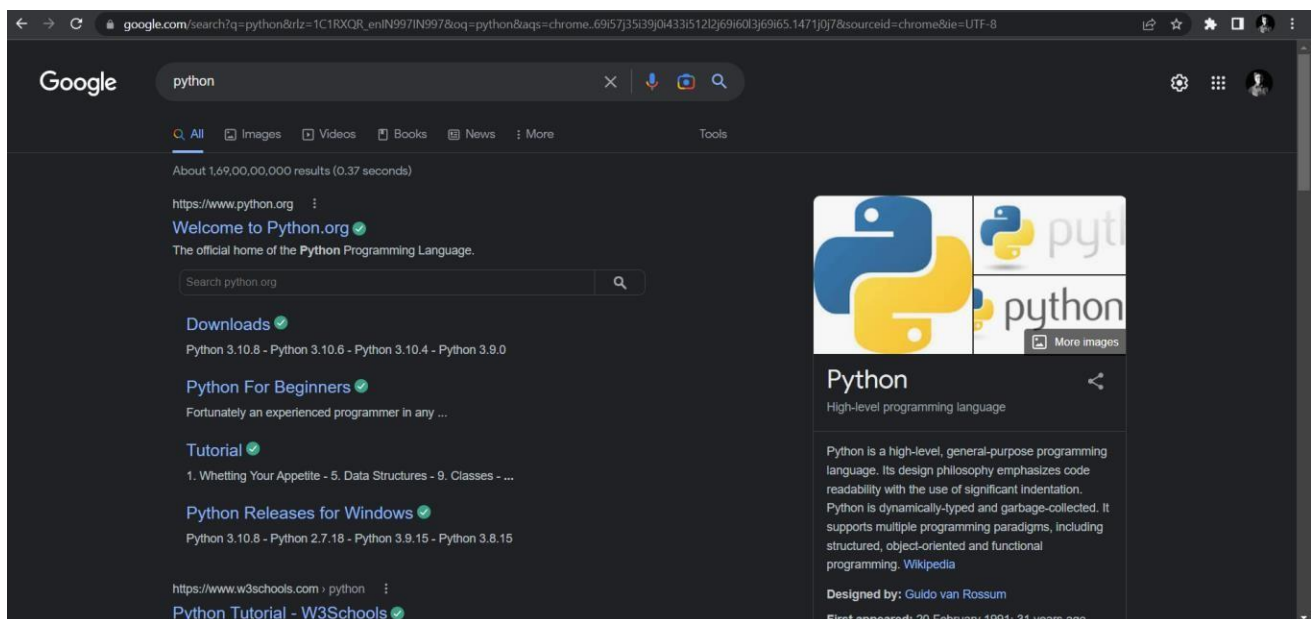 google.com/search?q=python&rlz=1C1RXQR_enIN997IN997&oq=python&aqs=chrome..69i57j35i39j0i433i512l2j69i60l3j69i65.1471j0j7&sourceid=chrome&ie=UTF-8
Google
python
All Images Videos Books News More Tools
About 1,69,00,00,000 results (0.37 seconds)
https://www.python.org
Welcome to Python.org
The official home of the Python Programming Language.
Search python.org
Downloads
Python 3.10.8 - Python 3.10.6 - Python 3.10.4 - Python 3.9.0
Python For Beginners
Fortunately an experienced programmer in any ...
Tutorial
1. Whetting Your Appetite - 5. Data Structures - 9. Classes - ...
Python Releases for Windows
Python 3.10.8 - Python 2.7.18 - Python 3.9.15 - Python 3.8.15
https://www.w3schools.com › python
Python Tutorial - W3Schools
pyt
python
More images
Python
High-level programming language
Python is a high-level, general-purpose programming
language. Its design philosophy emphasizes code
readability with the use of significant indentation.
Python is dynamically-typed and garbage-collected. It
supports multiple programming paradigms, including
structured, object-oriented and functional
programming. Wikipedia
Designed by: Guido van Rossum
First appeared: 20 February 1991; 31 years ago